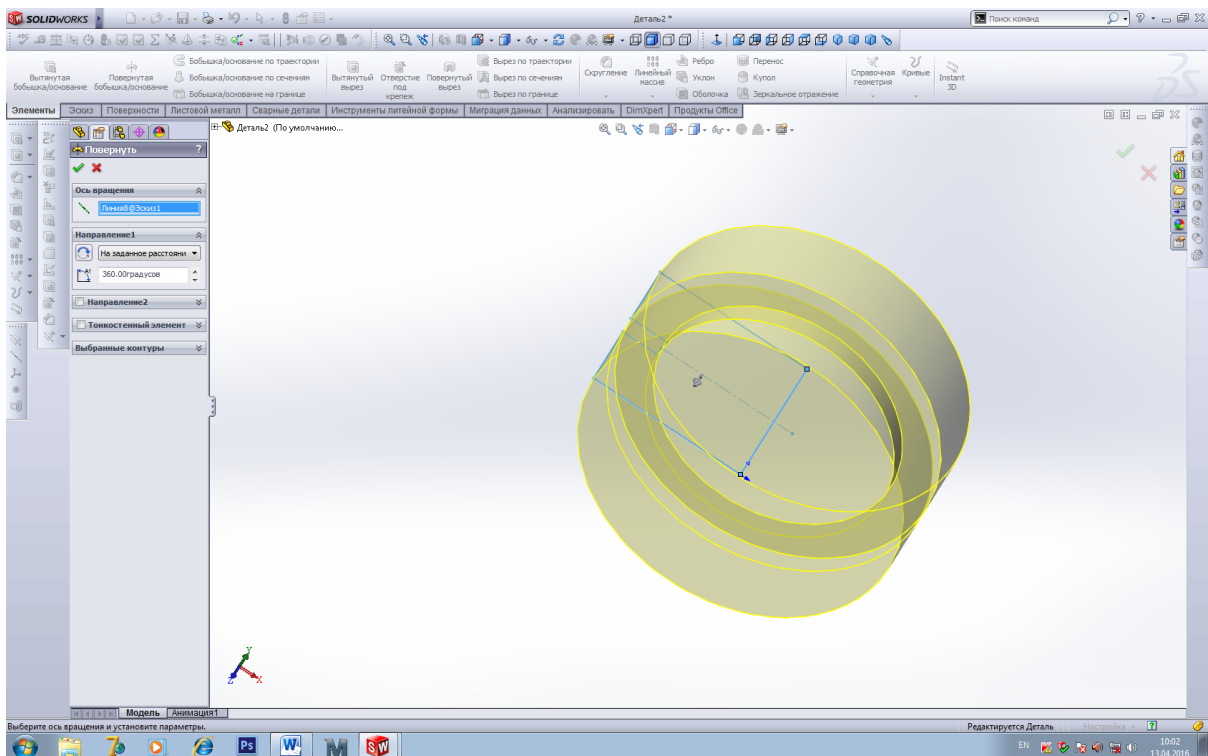 SOLIDWORKS
Деталь2 *
Поиск команд
Вытянутая бобышка/основание
Повернутая бобышка/основание
Бобышка/основание по траектории
Бобышка/основание по сечениям
Бобышка/основание на границе
Вытянутый вырез
Отверстие под крепеж
Повернутый вырез
Вырез по траектории
Вырез по сечениям
Вырез по границе
Скругление
Линейный массив
Ребро
Уклон
Оболочка
Перенос
Купол
Зеркальное отражение
Справочная геометрия
Кривые
Instant 3D
Элементы Эскиз Поверхности Листовой металл Сварные детали Инструменты литейной формы Миграция данных Анализировать DimXpert Продукты Office
Деталь2 (По умолчанию...
Повернуть ?
Ось вращения
Линия8@Эскиз1
Направление1
На заданное расстояни
360.00градусов
Направление2
Тонкостенный элемент
Выбранные контуры
Y
Z
X
Модель Анимация1
Выберите ось вращения и установите параметры.
Редактируется Деталь
Настройка
Ps
W
M
SW
EN
10:02
13.04.2016